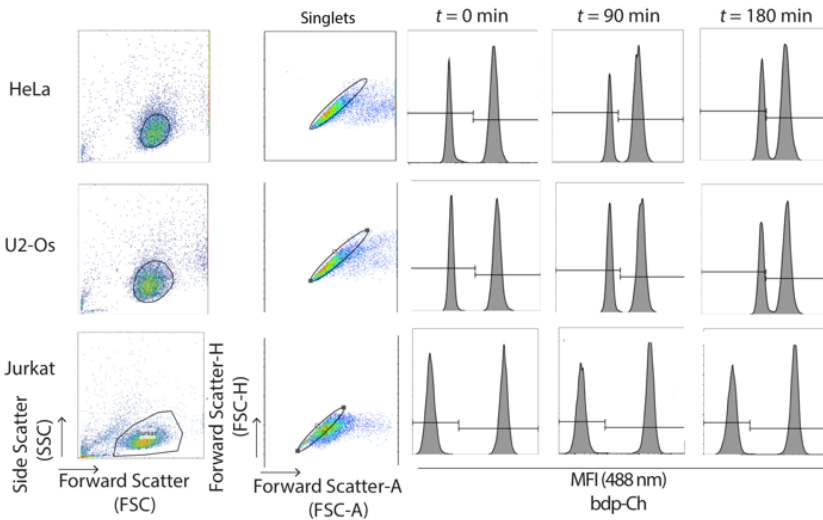 Singlets
t = 0 min
t = 90 min
t = 180 min
HeLa
U2-Os
Jurkat
Side Scatter
(SSC)
Forward Scatter
(FSC)
Forward Scatter-H
(FSC-H)
Forward Scatter-A
(FSC-A)
MFI (488 nm)
bdp-Ch